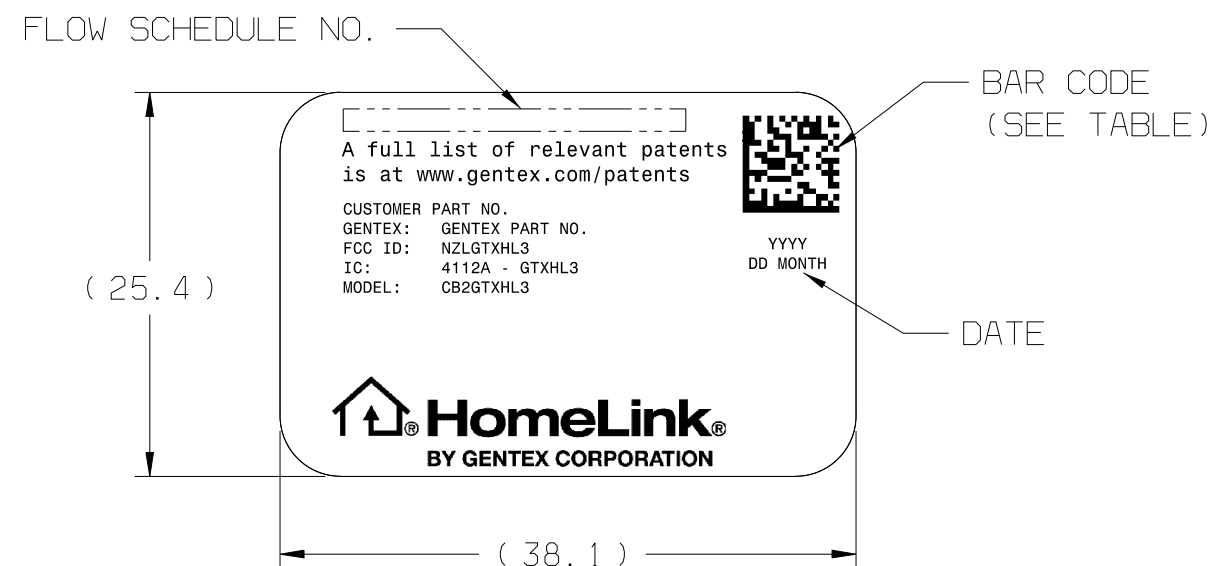 FLOW SCHEDULE NO.
BAR CODE
(SEE TABLE)
A full list of relevant patents
is at www.gentex.com/patents
CUSTOMER PART NO.
GENTEX: GENTEX PART NO.
FCC ID: NZLGTXHL3
IC: 4112A - GTXHL3
MODEL: CB2GTXHL3
YYYY
DD MONTH
(25.4)
DATE
® HomeLink®
BY GENTEX CORPORATION
(38.1)